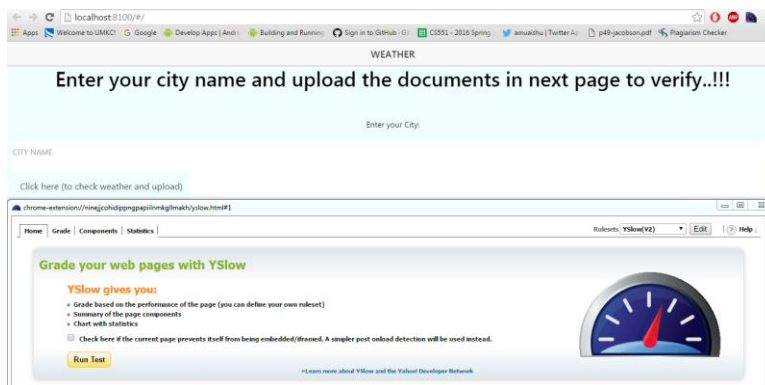 localhost:8100/#/
Apps Welcome to UMKC! Google Develop Apps | Andr Building and Running Sign in to GitHub · Gi CS551 - 2016 Spring amuaishu | Twitter Ap p49-jacobson.pdf Plagiarism Checker
WEATHER
Enter your city name and upload the documents in next page to verify..!!!
Enter your City:
CITY NAME
Click here (to check weather and upload)
chrome-extension://ninejjcohidippngpapiilnmkgllmakh/yslow.html#1
Home Grade Components Statistics Rulesets YSlow(V2) Edit ? Help
Grade your web pages with YSlow
YSlow gives you:
Grade based on the performance of the page (you can define your own ruleset)
Summary of the page components
Chart with statistics
Check here if the current page prevents itself from being embedded/iframed. A simpler post onload detection will be used instead.
Run Test
»Learn more about YSlow and the Yahoo! Developer Network